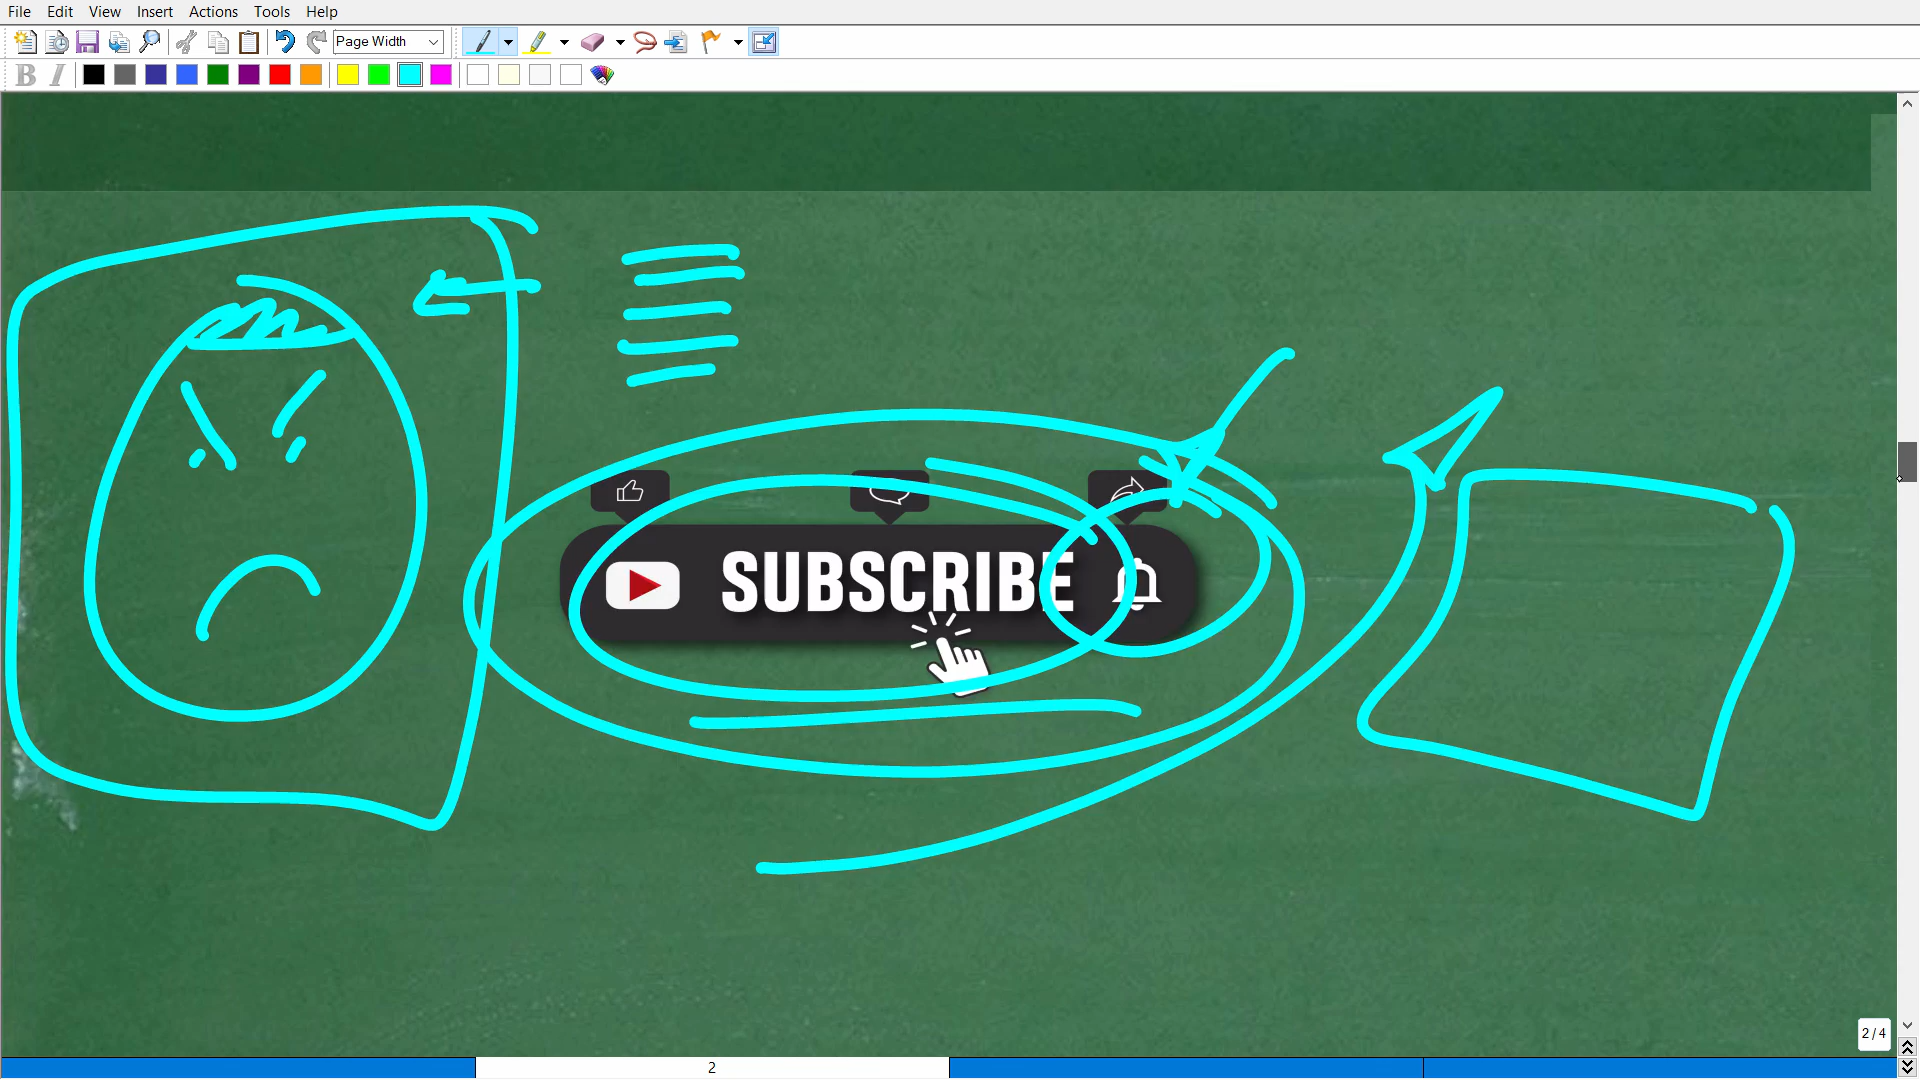 File Edit View Insert Actions Tools Help
Page Width
B I
SUBSCRIBE
2 / 4
2